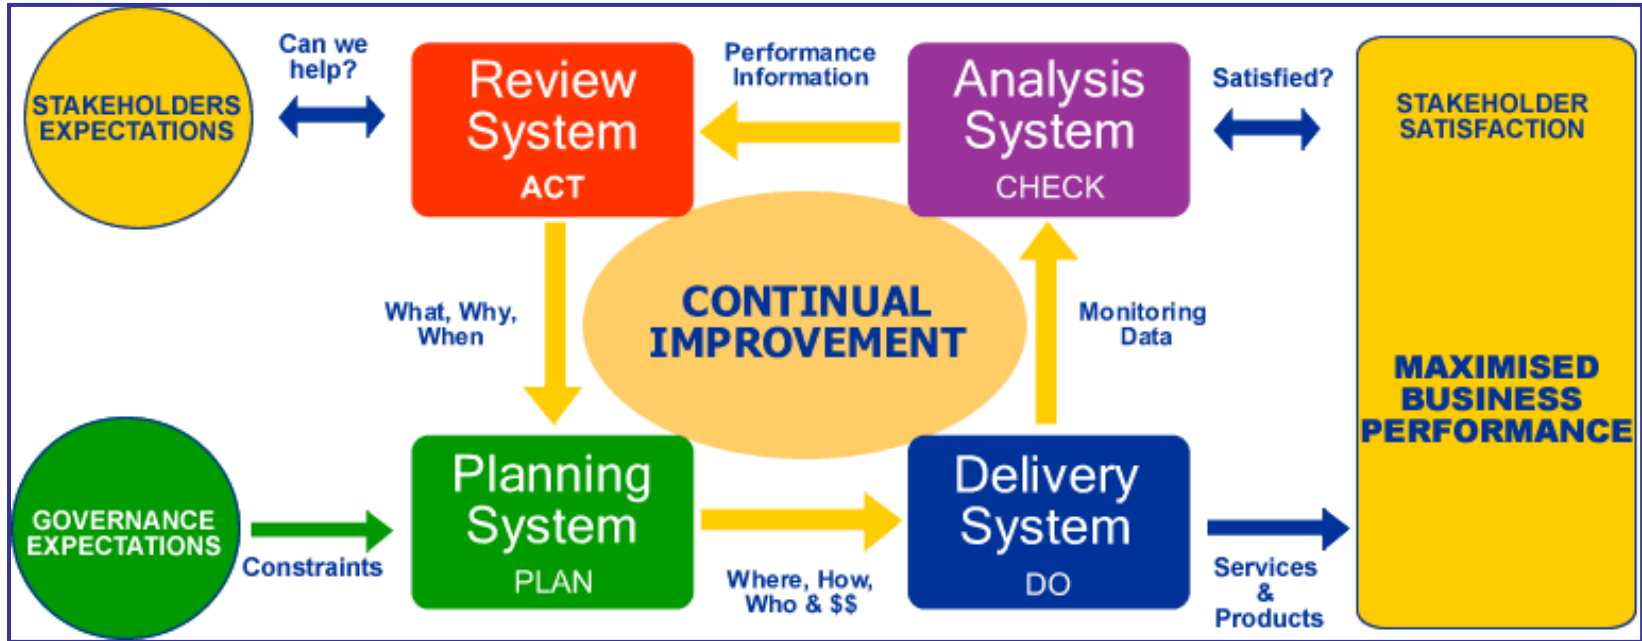 STAKEHOLDERS
EXPECTATIONS
Can we
help?
Review
System
ACT
Performance
Information
Analysis
System
CHECK
Satisfied?
STAKEHOLDER
SATISFACTION
What, Why,
When
CONTINUAL
IMPROVEMENT
Monitoring
Data
MAXIMISED
BUSINESS
PERFORMANCE
GOVERNANCE
EXPECTATIONS
Constraints
Planning
System
PLAN
Where, How,
Who & $$
Delivery
System
DO
Services
&
Products